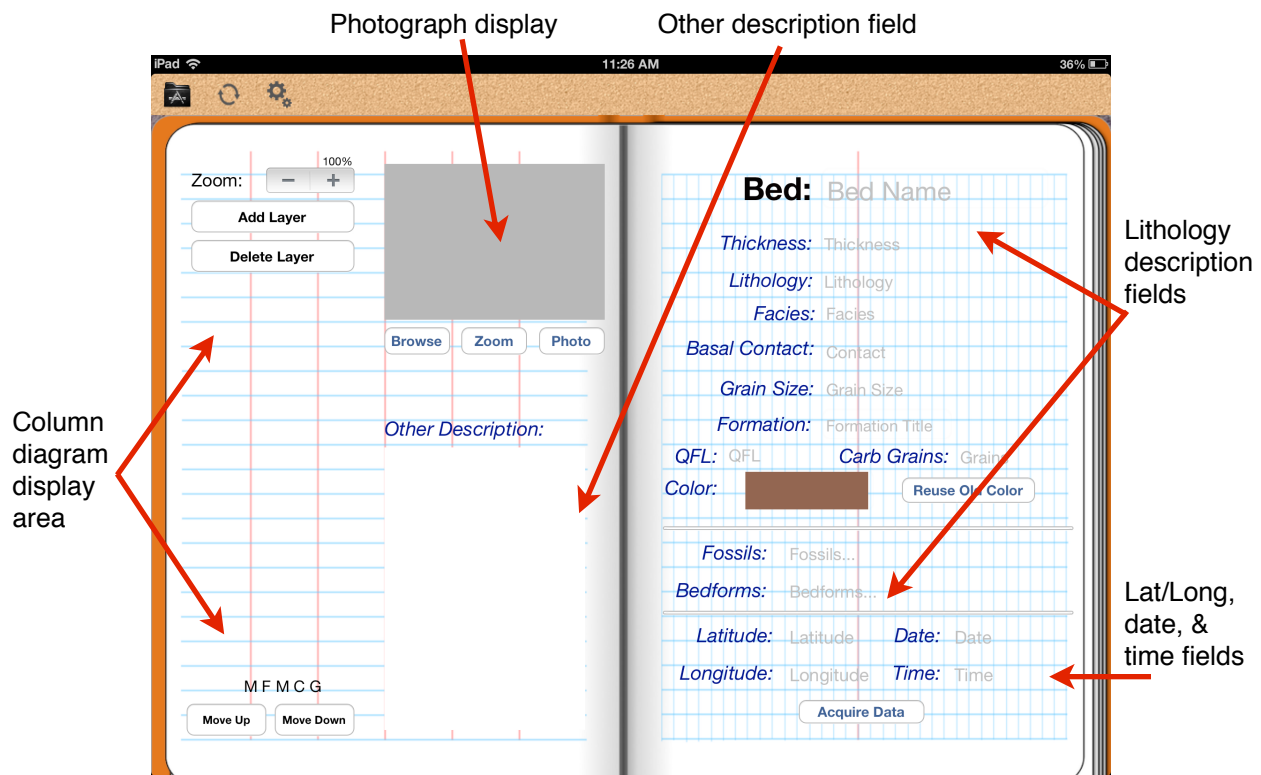 Photograph display
Other description field
iPad
11:26 AM
36%
100%
Zoom: − +
Add Layer
Delete Layer
Browse Zoom Photo
Other Description:
M F M C G
Move Up Move Down
Bed: Bed Name
Thickness: Thickness
Lithology: Lithology
Facies: Facies
Basal Contact: Contact
Grain Size: Grain Size
Formation: Formation Title
QFL: QFL Carb Grains: Grains
Color: Reuse Old Color
Fossils: Fossils...
Bedforms: Bedforms...
Latitude: Latitude Date: Date
Longitude: Longitude Time: Time
Acquire Data
Column
diagram
display
area
Lithology
description
fields
Lat/Long,
date, &
time fields